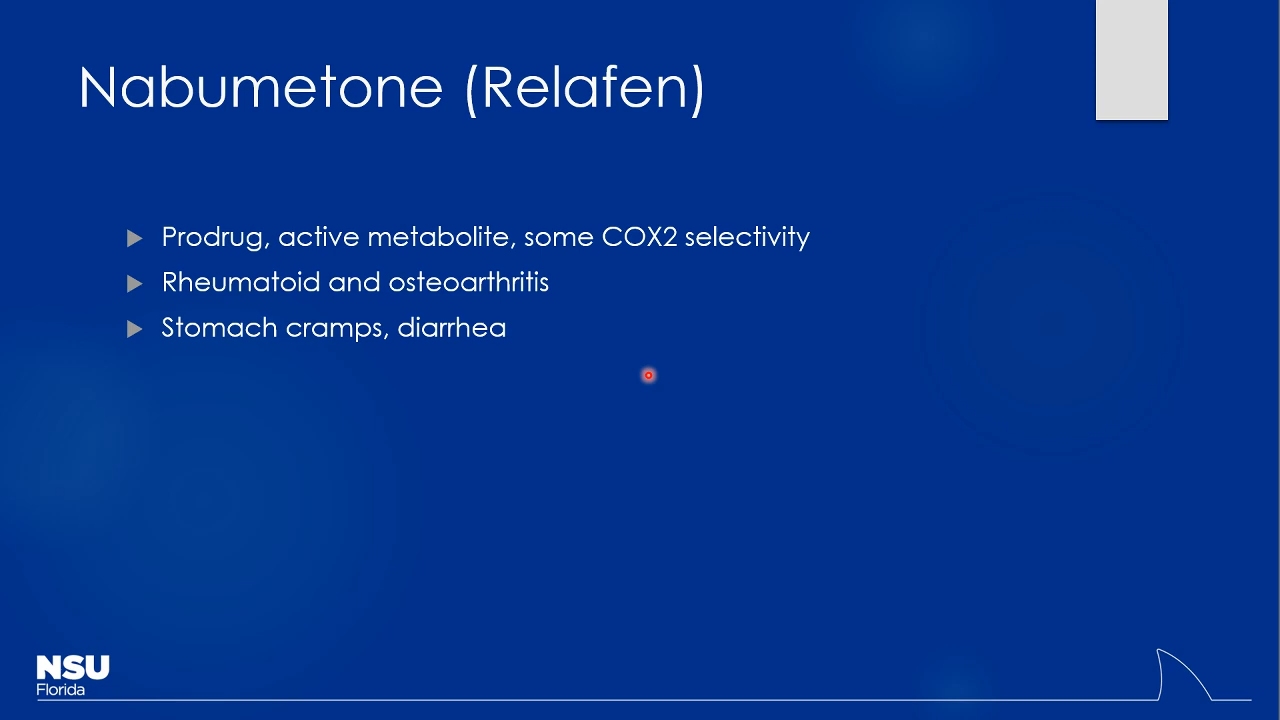 Nabumetone (Relafen)
Prodrug, active metabolite, some COX2 selectivity
Rheumatoid and osteoarthritis
Stomach cramps, diarrhea
NSU
Florida